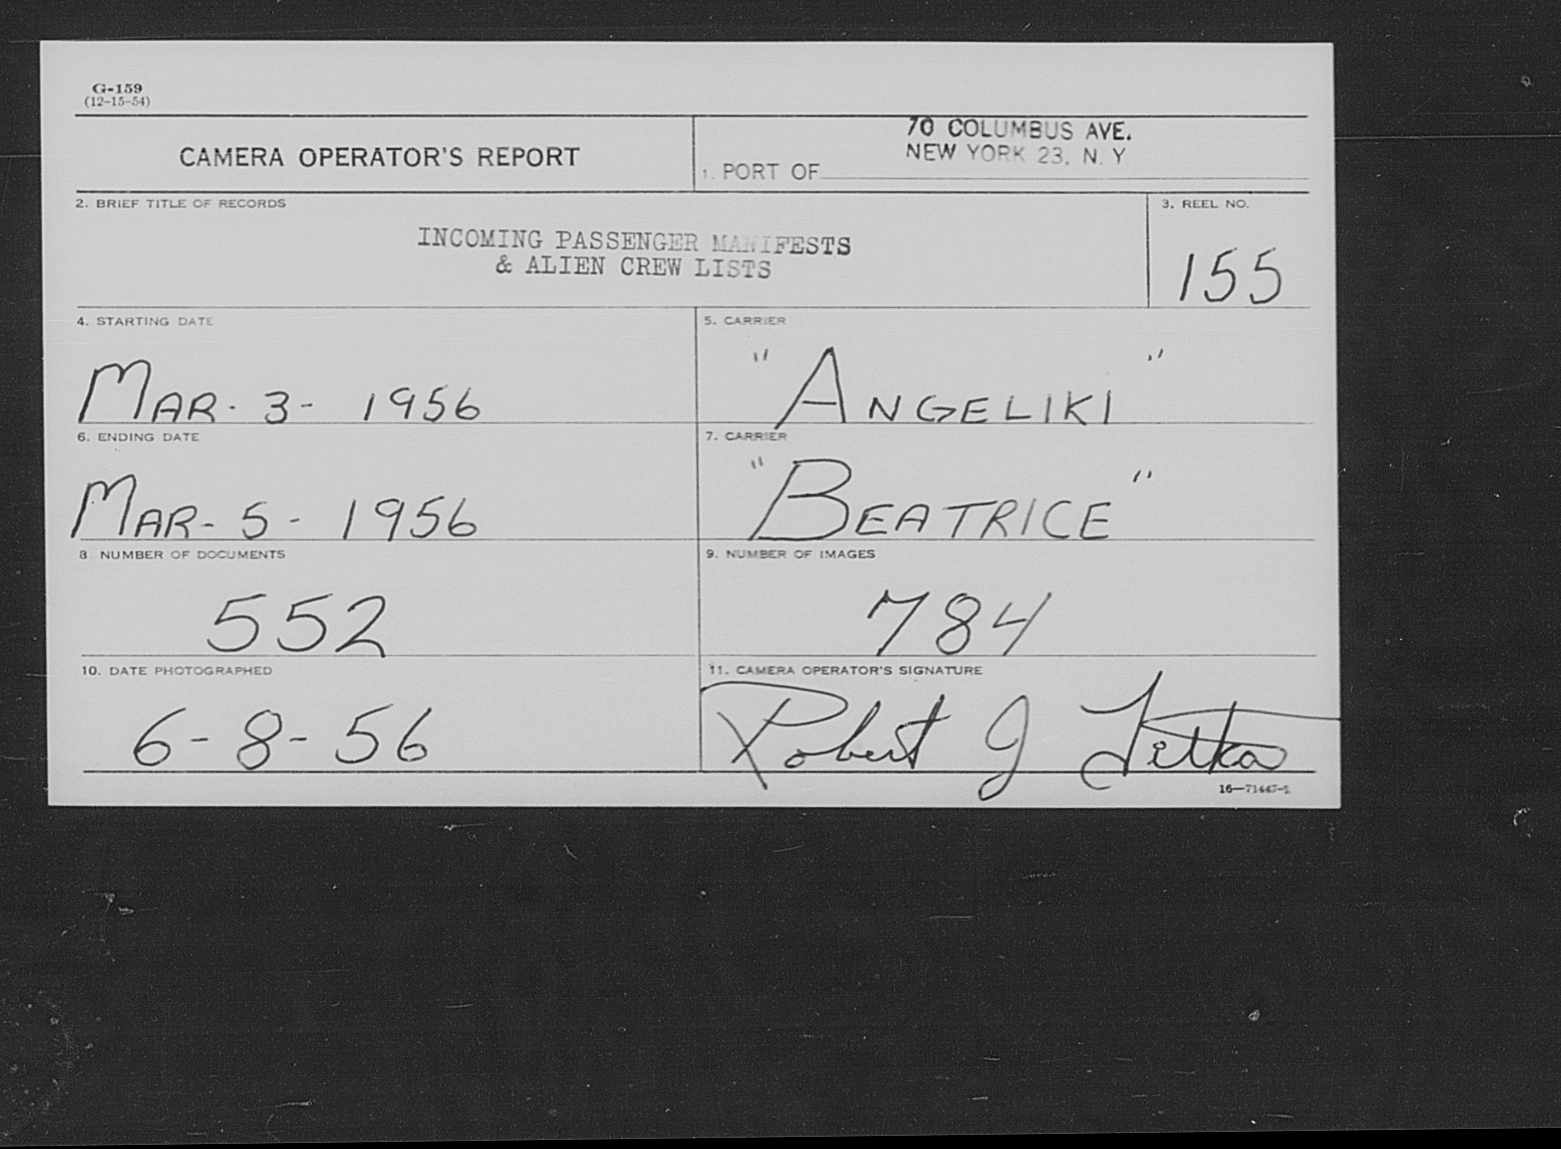 G-159
(12-15-54)
CAMERA OPERATOR'S REPORT
70 COLUMBUS AVE.
NEW YORK 23, N. Y
1. PORT OF
2. BRIEF TITLE OF RECORDS
INCOMING PASSENGER MANIFESTS
& ALIEN CREW LISTS
3. REEL NO.
155
4. STARTING DATE
MAR. 3- 1956
5. CARRIER
"ANGELIKI"
6. ENDING DATE
MAR- 5- 1956
7. CARRIER
"BEATRICE"
8 NUMBER OF DOCUMENTS
552
9. NUMBER OF IMAGES
784
10. DATE PHOTOGRAPHED
6-8-56
11. CAMERA OPERATOR'S SIGNATURE
Robert J